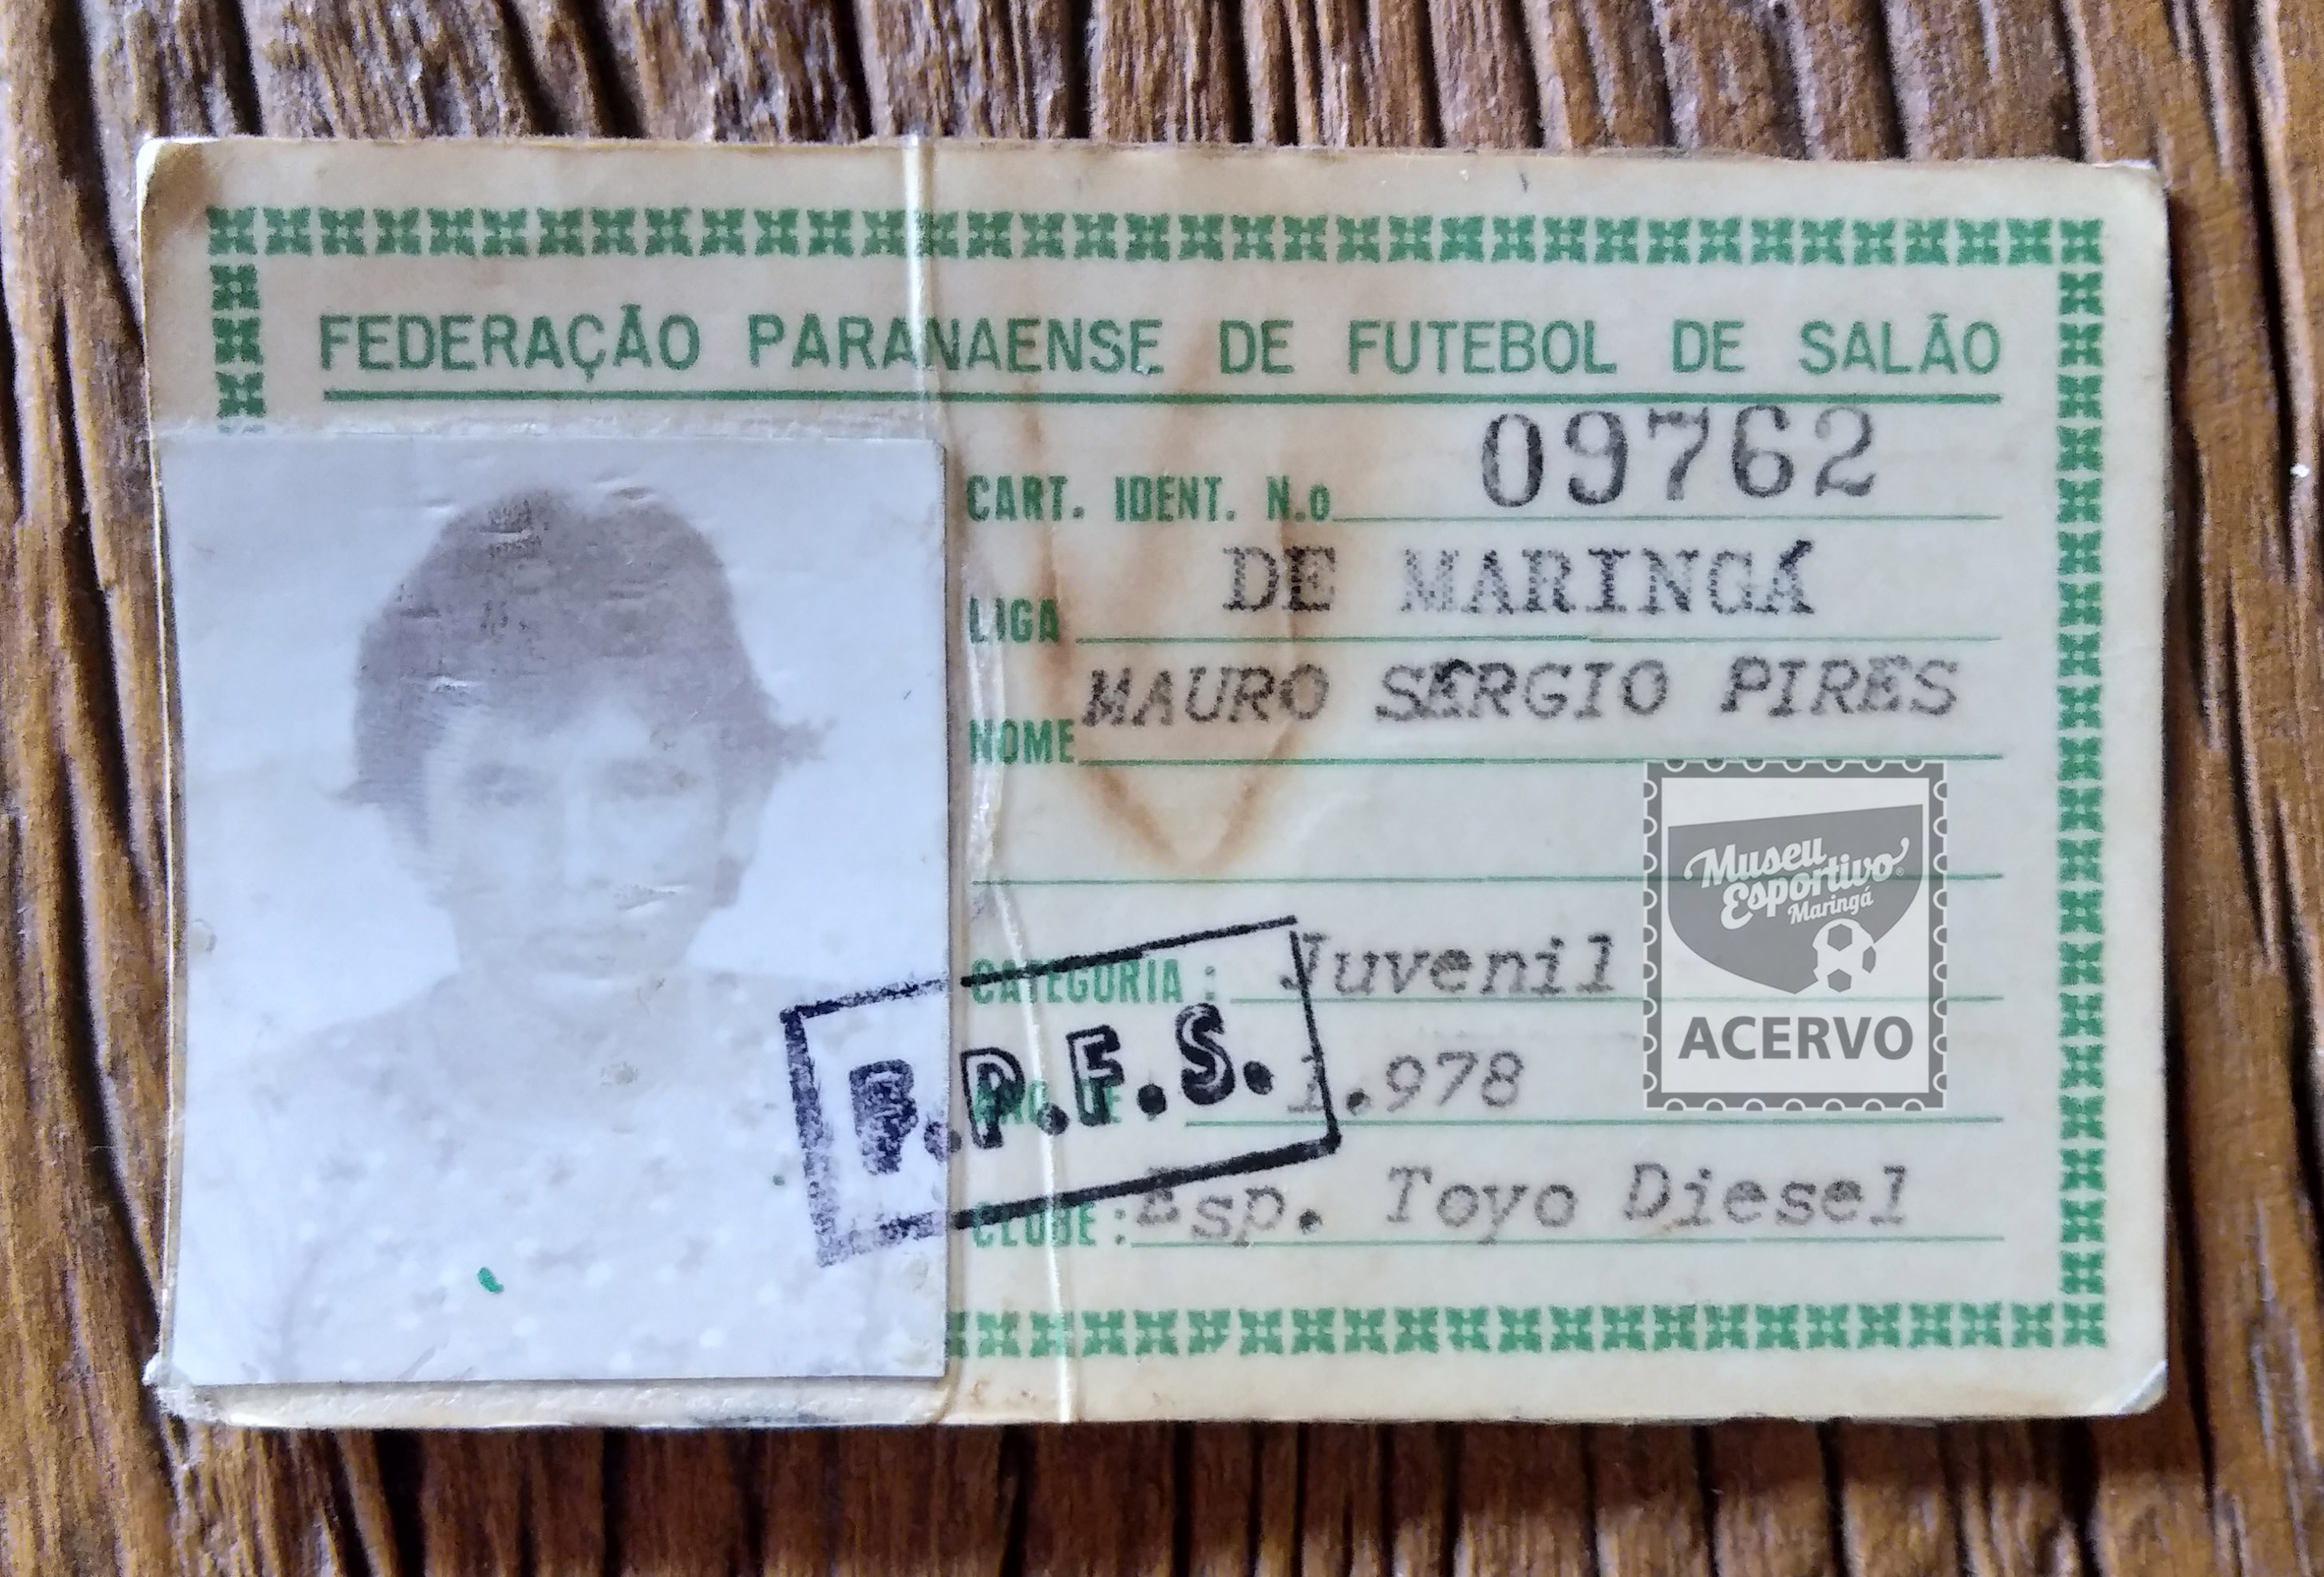 FEDERAÇÃO PARANAENSE DE FUTEBOL DE SALÃO
CART. IDENT. N.o 09762
LIGA DE MARINGÁ
NOME MAURO SÉRGIO PIRES
CATEGORIA: Juvenil
1.978
F.P.F.S.
CLUBE: Esp. Toyo Diesel
Museu
Esportivo
Maringá
ACERVO